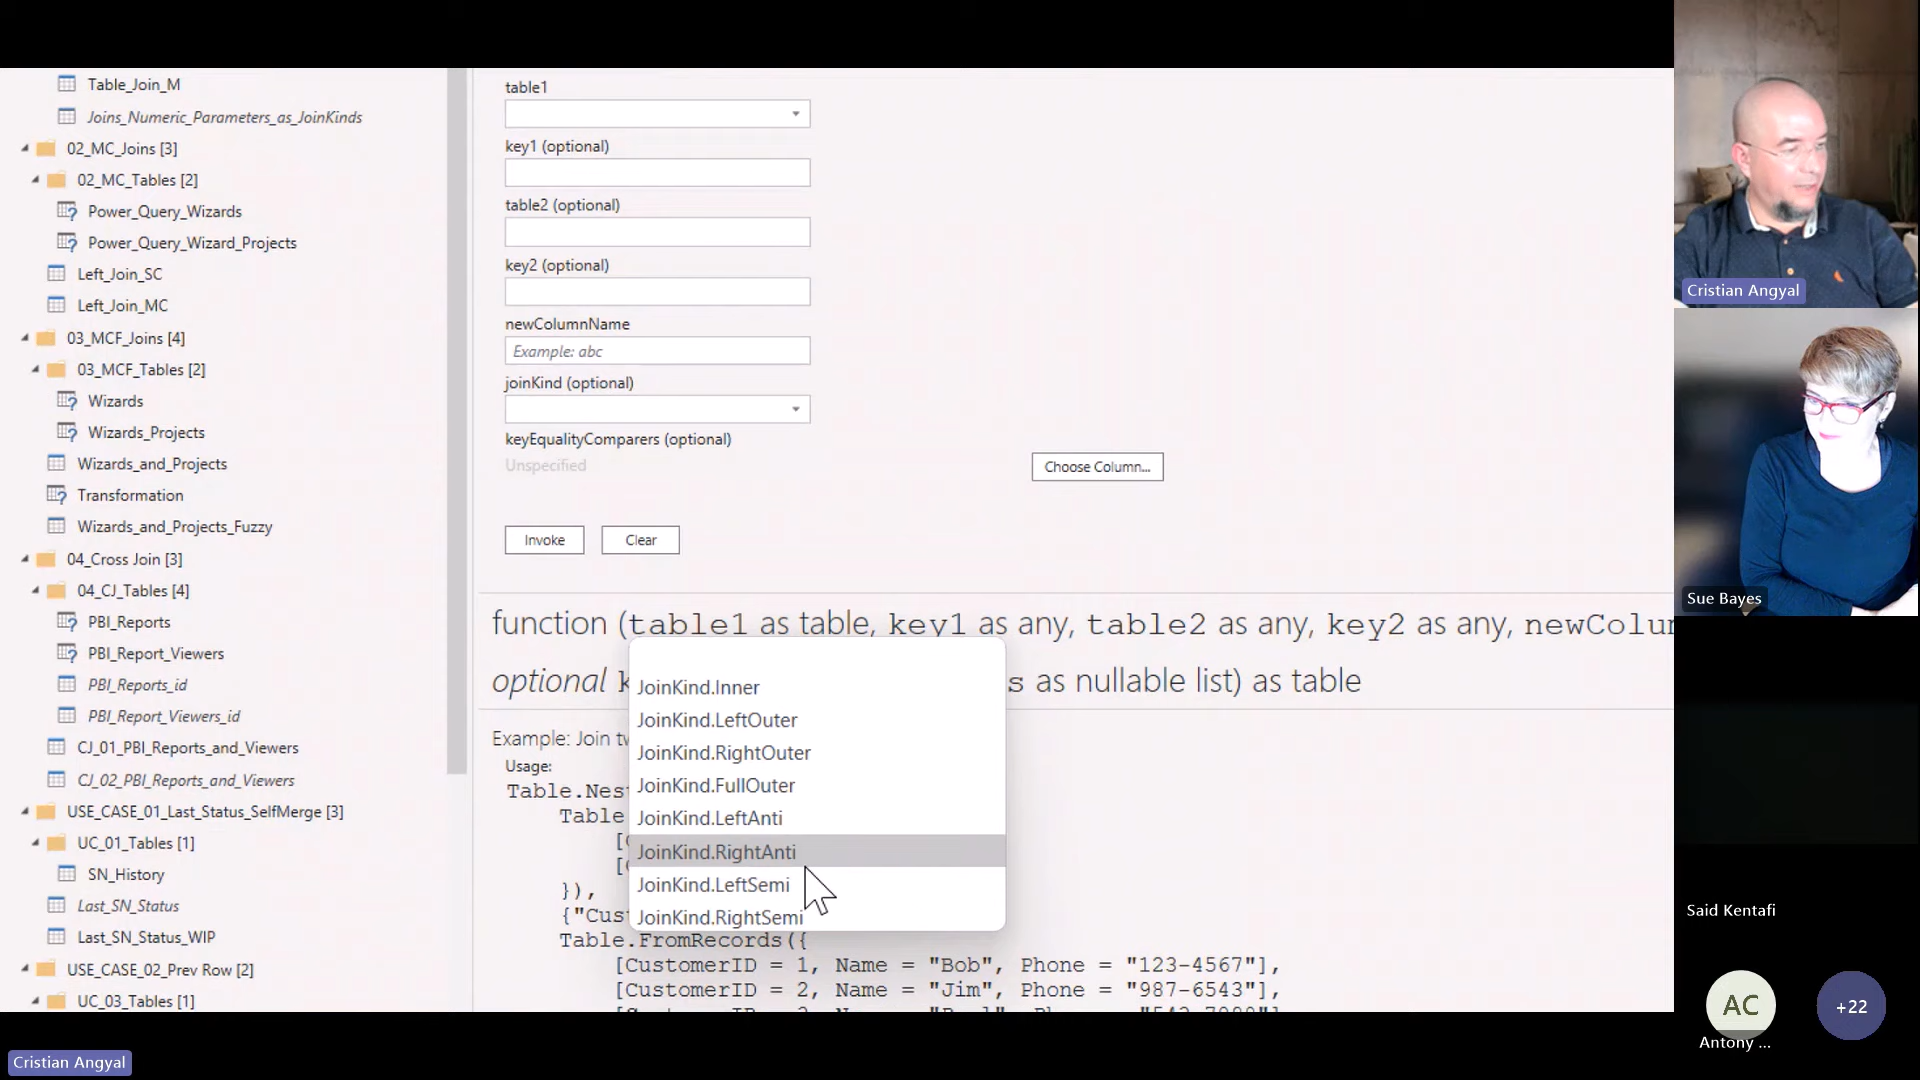 Table_Join_M
Joins_Numeric_Parameters_as_JoinKinds
02_MC_Joins [3]
02_MC_Tables [2]
Power_Query_Wizards
Power_Query_Wizard_Projects
Left_Join_SC
Left_Join_MC
03_MCF_Joins [4]
03_MCF_Tables [2]
Wizards
Wizards_Projects
Wizards_and_Projects
Transformation
Wizards_and_Projects_Fuzzy
04_Cross Join [3]
04_CJ_Tables [4]
PBI_Reports
PBI_Report_Viewers
PBI_Reports_id
PBI_Report_Viewers_id
CJ_01_PBI_Reports_and_Viewers
CJ_02_PBI_Reports_and_Viewers
USE_CASE_01_Last_Status_SelfMerge [3]
UC_01_Tables [1]
SN_History
Last_SN_Status
Last_SN_Status_WIP
USE_CASE_02_Prev Row [2]
UC_03_Tables [1]
table1
key1 (optional)
table2 (optional)
key2 (optional)
newColumnName
Example: abc
joinKind (optional)
keyEqualityComparers (optional)
Unspecified
Choose Column...
Invoke
Clear
function (table1 as table, key1 as any, table2 as any, key2 as any, newColum
optional k
s as nullable list) as table
JoinKind.Inner
JoinKind.LeftOuter
JoinKind.RightOuter
JoinKind.FullOuter
JoinKind.LeftAnti
JoinKind.RightAnti
JoinKind.LeftSemi
JoinKind.RightSemi
Example: Join tw
Usage:
Table.Nes
Table
}),
{"Cus
Table.FromRecords({
[CustomerID = 1, Name = "Bob", Phone = "123-4567"],
[CustomerID = 2, Name = "Jim", Phone = "987-6543"],
Cristian Angyal
Sue Bayes
Said Kentafi
AC
+22
Antony ...
Cristian Angyal